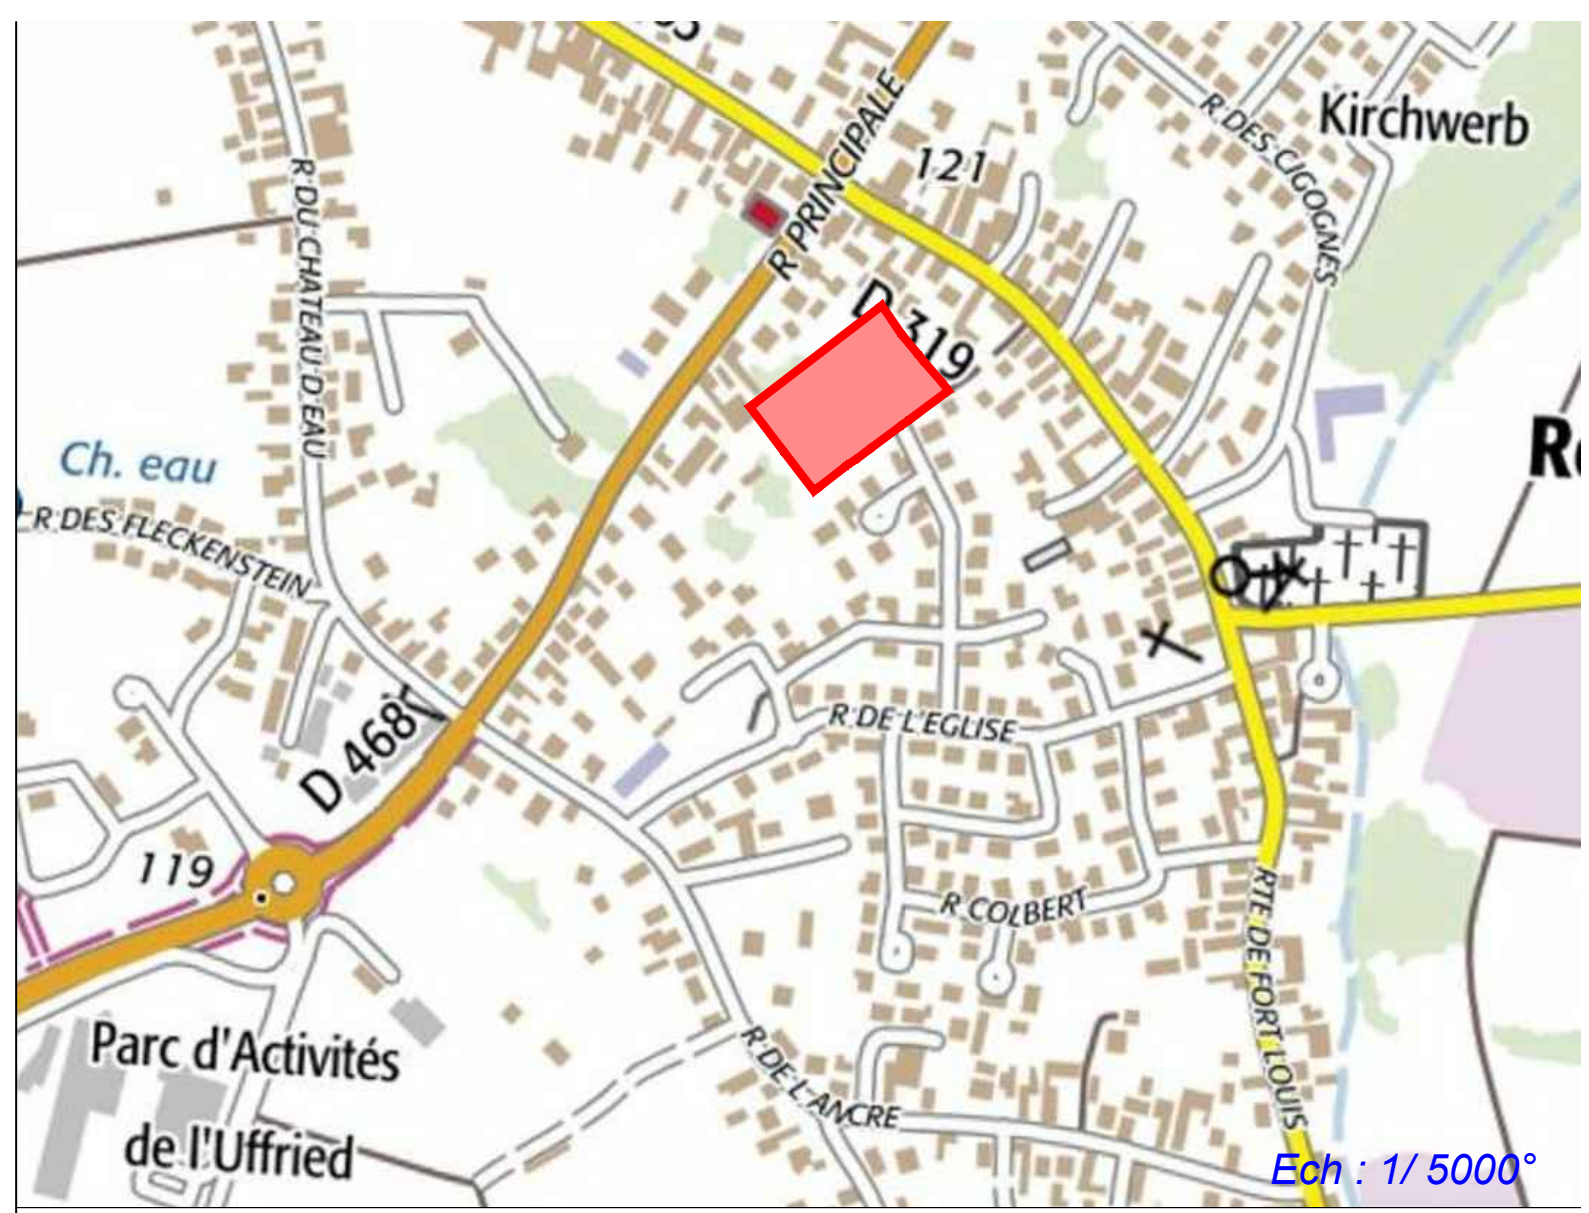 R PRINCIPALE
121
R DES CIGOGNES
Kirchwerb
R DU CHATEAU D'EAU
D 319
Ch. eau
R DES FLECKENSTEIN
D 468
R DE L'EGLISE
119
R COLBERT
RTE DE FORT LOUIS
Parc d'Activités
de l'Uffried
R DE L'ANCRE
Ech : 1/ 5000°